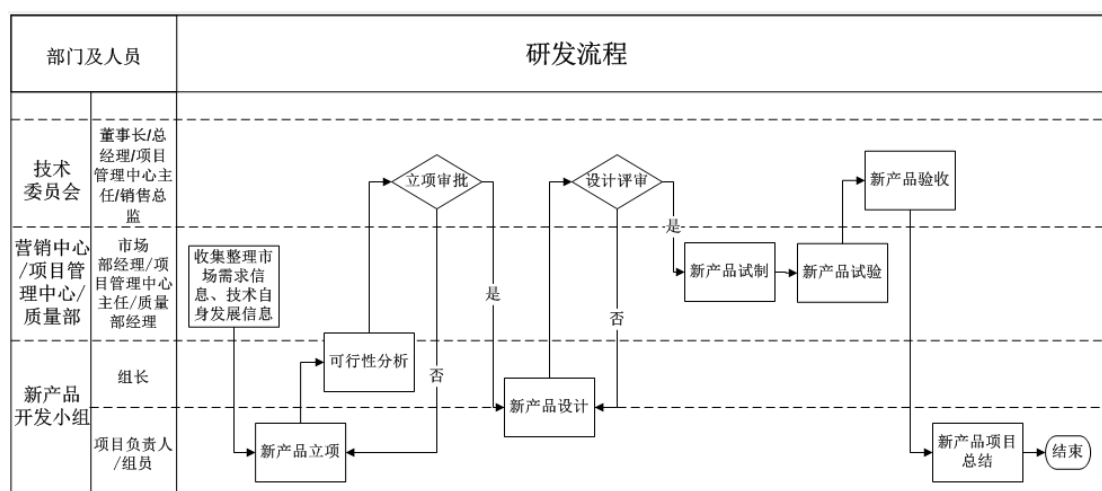 部门及人员
研发流程
技术
委员会
董事长/总
经理/项目
管理中心主
任/销售总
监
立项审批
设计评审
新产品验收
是
是
营销中心
/项目管
理中心/
质量部
市场
部经理/项
目管理中心
主任/质量
部经理
收集整理市
场需求信
息、技术自
身发展信息
新产品试制
新产品试验
否
新产品
开发小组
组长
可行性分析
否
新产品设计
项目负责人
/组员
新产品立项
新产品项目
总结
结束